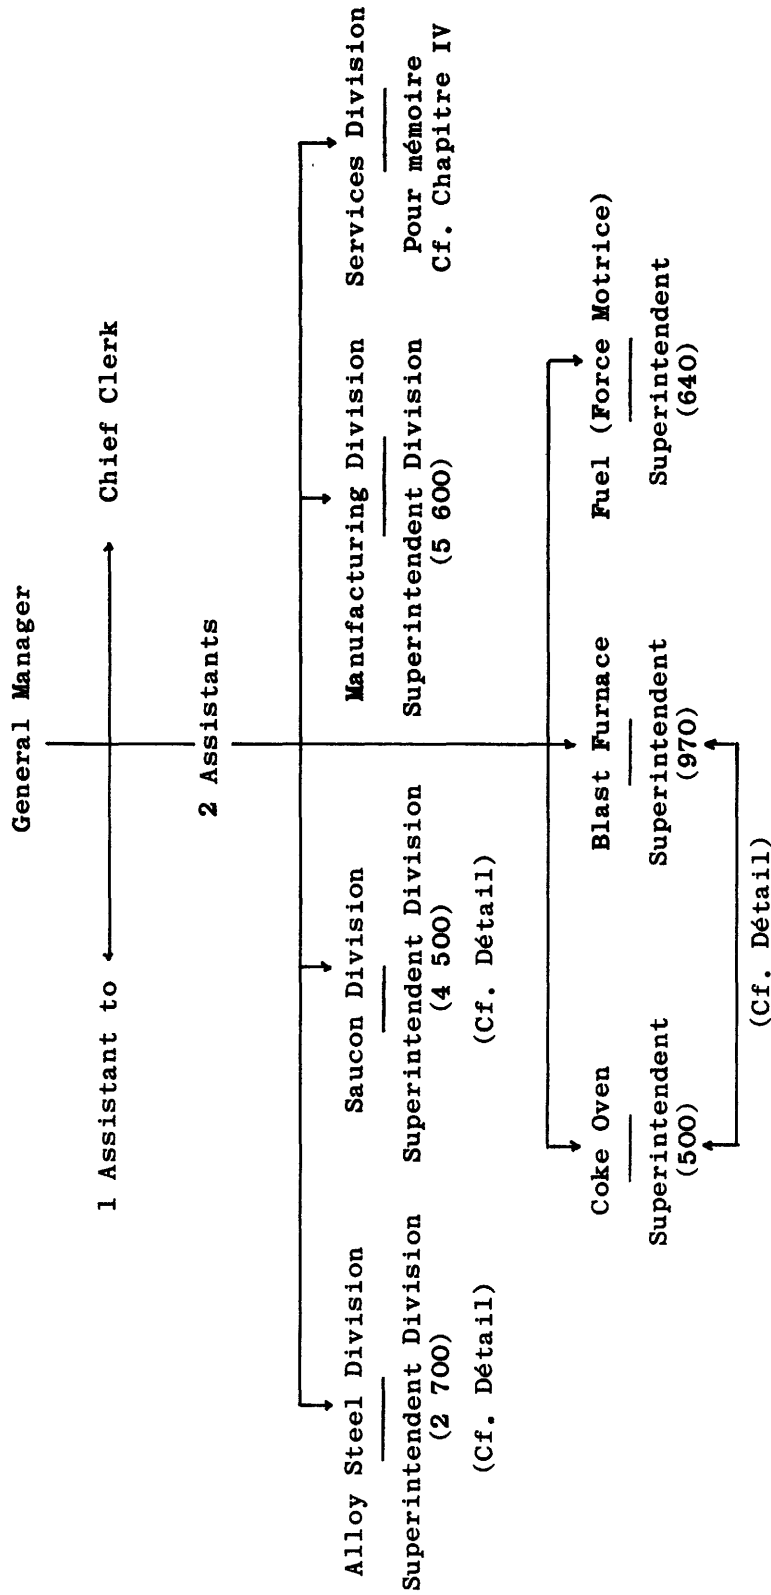 General Manager
1 Assistant to
Chief Clerk
2 Assistants
Alloy Steel Division
Superintendent Division
(2 700)
(Cf. Détail)
Saucon Division
Superintendent Division
(4 500)
(Cf. Détail)
Manufacturing Division
Superintendent Division
(5 600)
Services Division
Pour mémoire
Cf. Chapitre IV
Coke Oven
Superintendent
(500)
Blast Furnace
Superintendent
(970)
Fuel (Force Motrice)
Superintendent
(640)
(Cf. Détail)